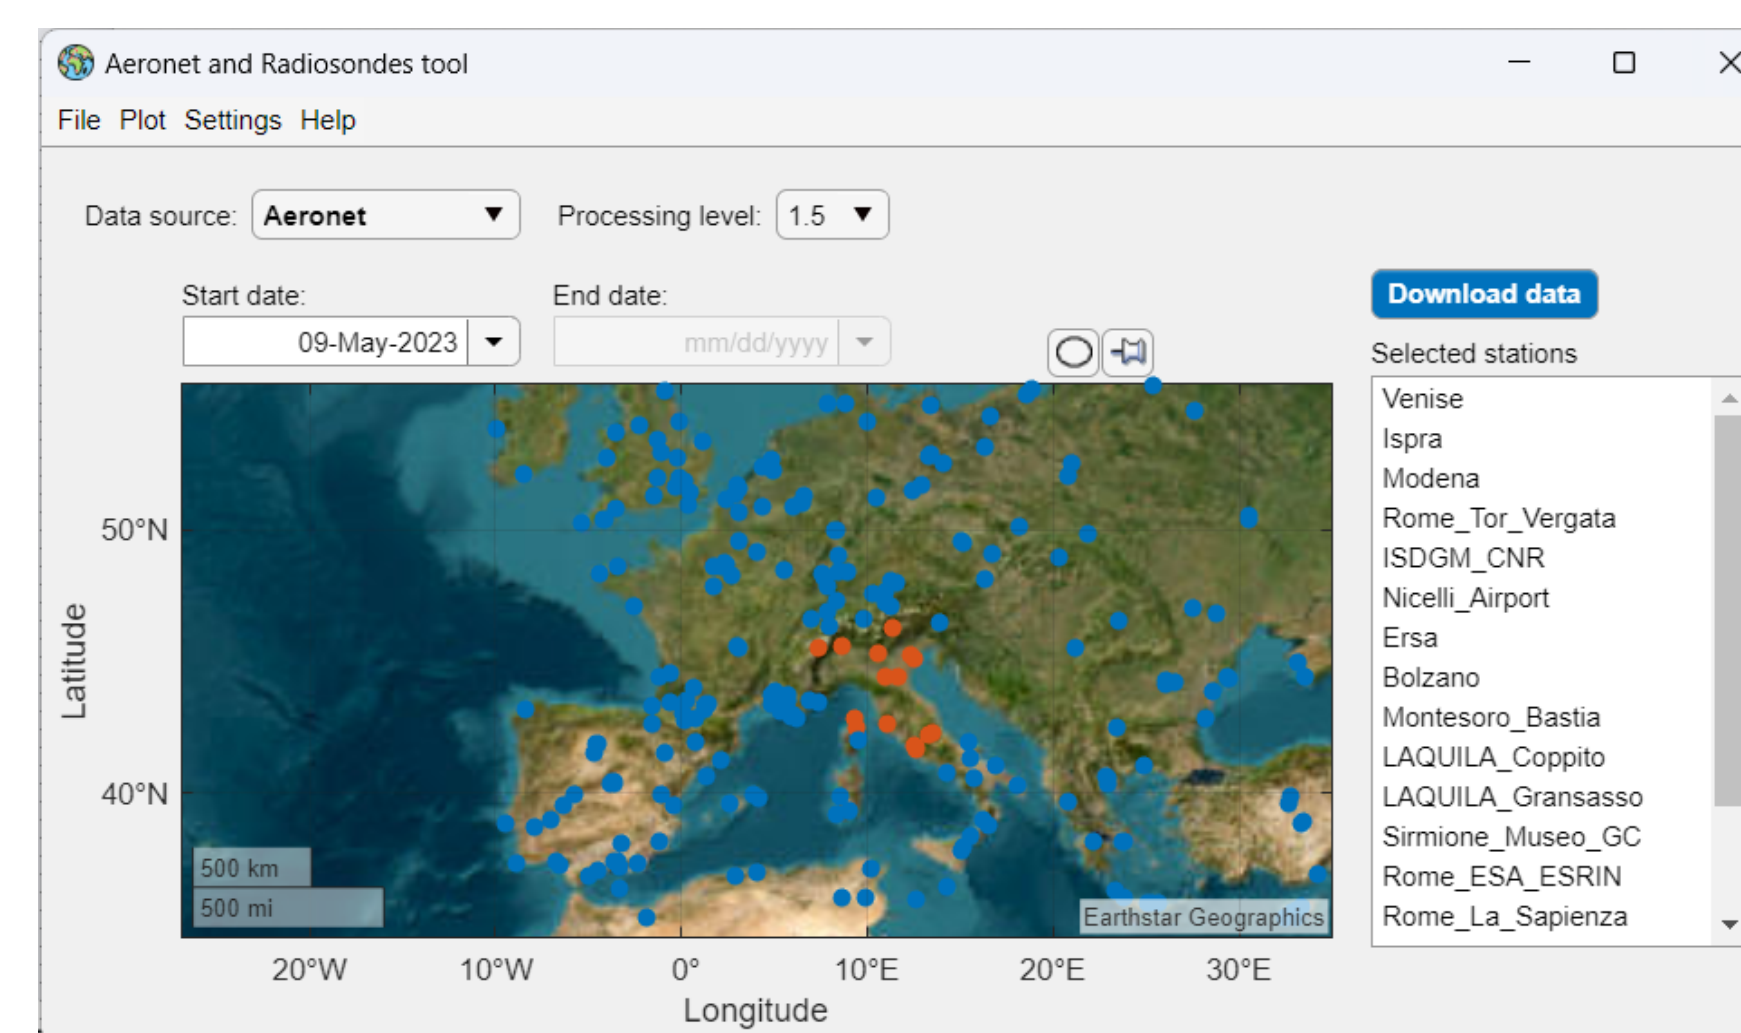 Aeronet and Radiosondes tool
File Plot Settings Help
Data source: Aeronet Processing level: 1.5
Start date: End date:
09-May-2023 mm/dd/yyyy
Download data
Selected stations
Venise
Ispra
Modena
Rome_Tor_Vergata
ISDGM_CNR
Nicelli_Airport
Ersa
Bolzano
Montesoro_Bastia
LAQUILA_Coppito
LAQUILA_Gransasso
Sirmione_Museo_GC
Rome_ESA_ESRIN
Rome_La_Sapienza
Latitude
50°N
40°N
500 km
500 mi
Earthstar Geographics
20°W 10°W 0° 10°E 20°E 30°E
Longitude